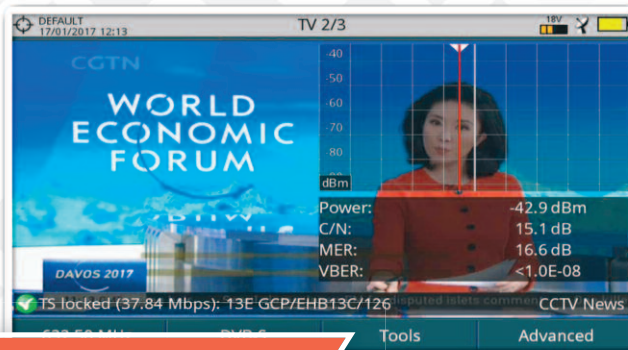 DEFAULT
17/01/2017 12:13
TV 2/3
18V
CGTN
WORLD
ECONOMIC
FORUM
DAVOS 2017
-40
-50
-60
-70
-80
dBm
Power: -42.9 dBm
C/N: 15.1 dB
MER: 16.6 dB
VBER: <1.0E-08
disputed islets
TS locked (37.84 Mbps): 13E GCP/EHB13C/126 CCTV News
Tools
Advanced